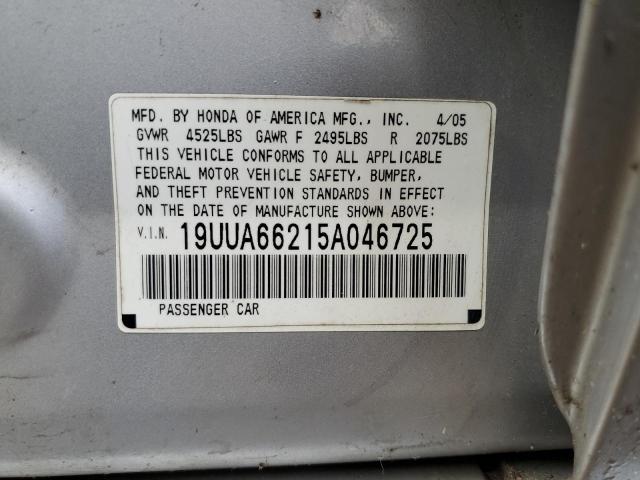 MFD. BY HONDA OF AMERICA MFG., INC. 4/05
GVWR 4525LBS GAWR F 2495LBS R 2075LBS
THIS VEHICLE CONFORMS TO ALL APPLICABLE
FEDERAL MOTOR VEHICLE SAFETY, BUMPER,
AND THEFT PREVENTION STANDARDS IN EFFECT
ON THE DATE OF MANUFACTURE SHOWN ABOVE:
V.I.N. 19UUA66215A046725
PASSENGER CAR